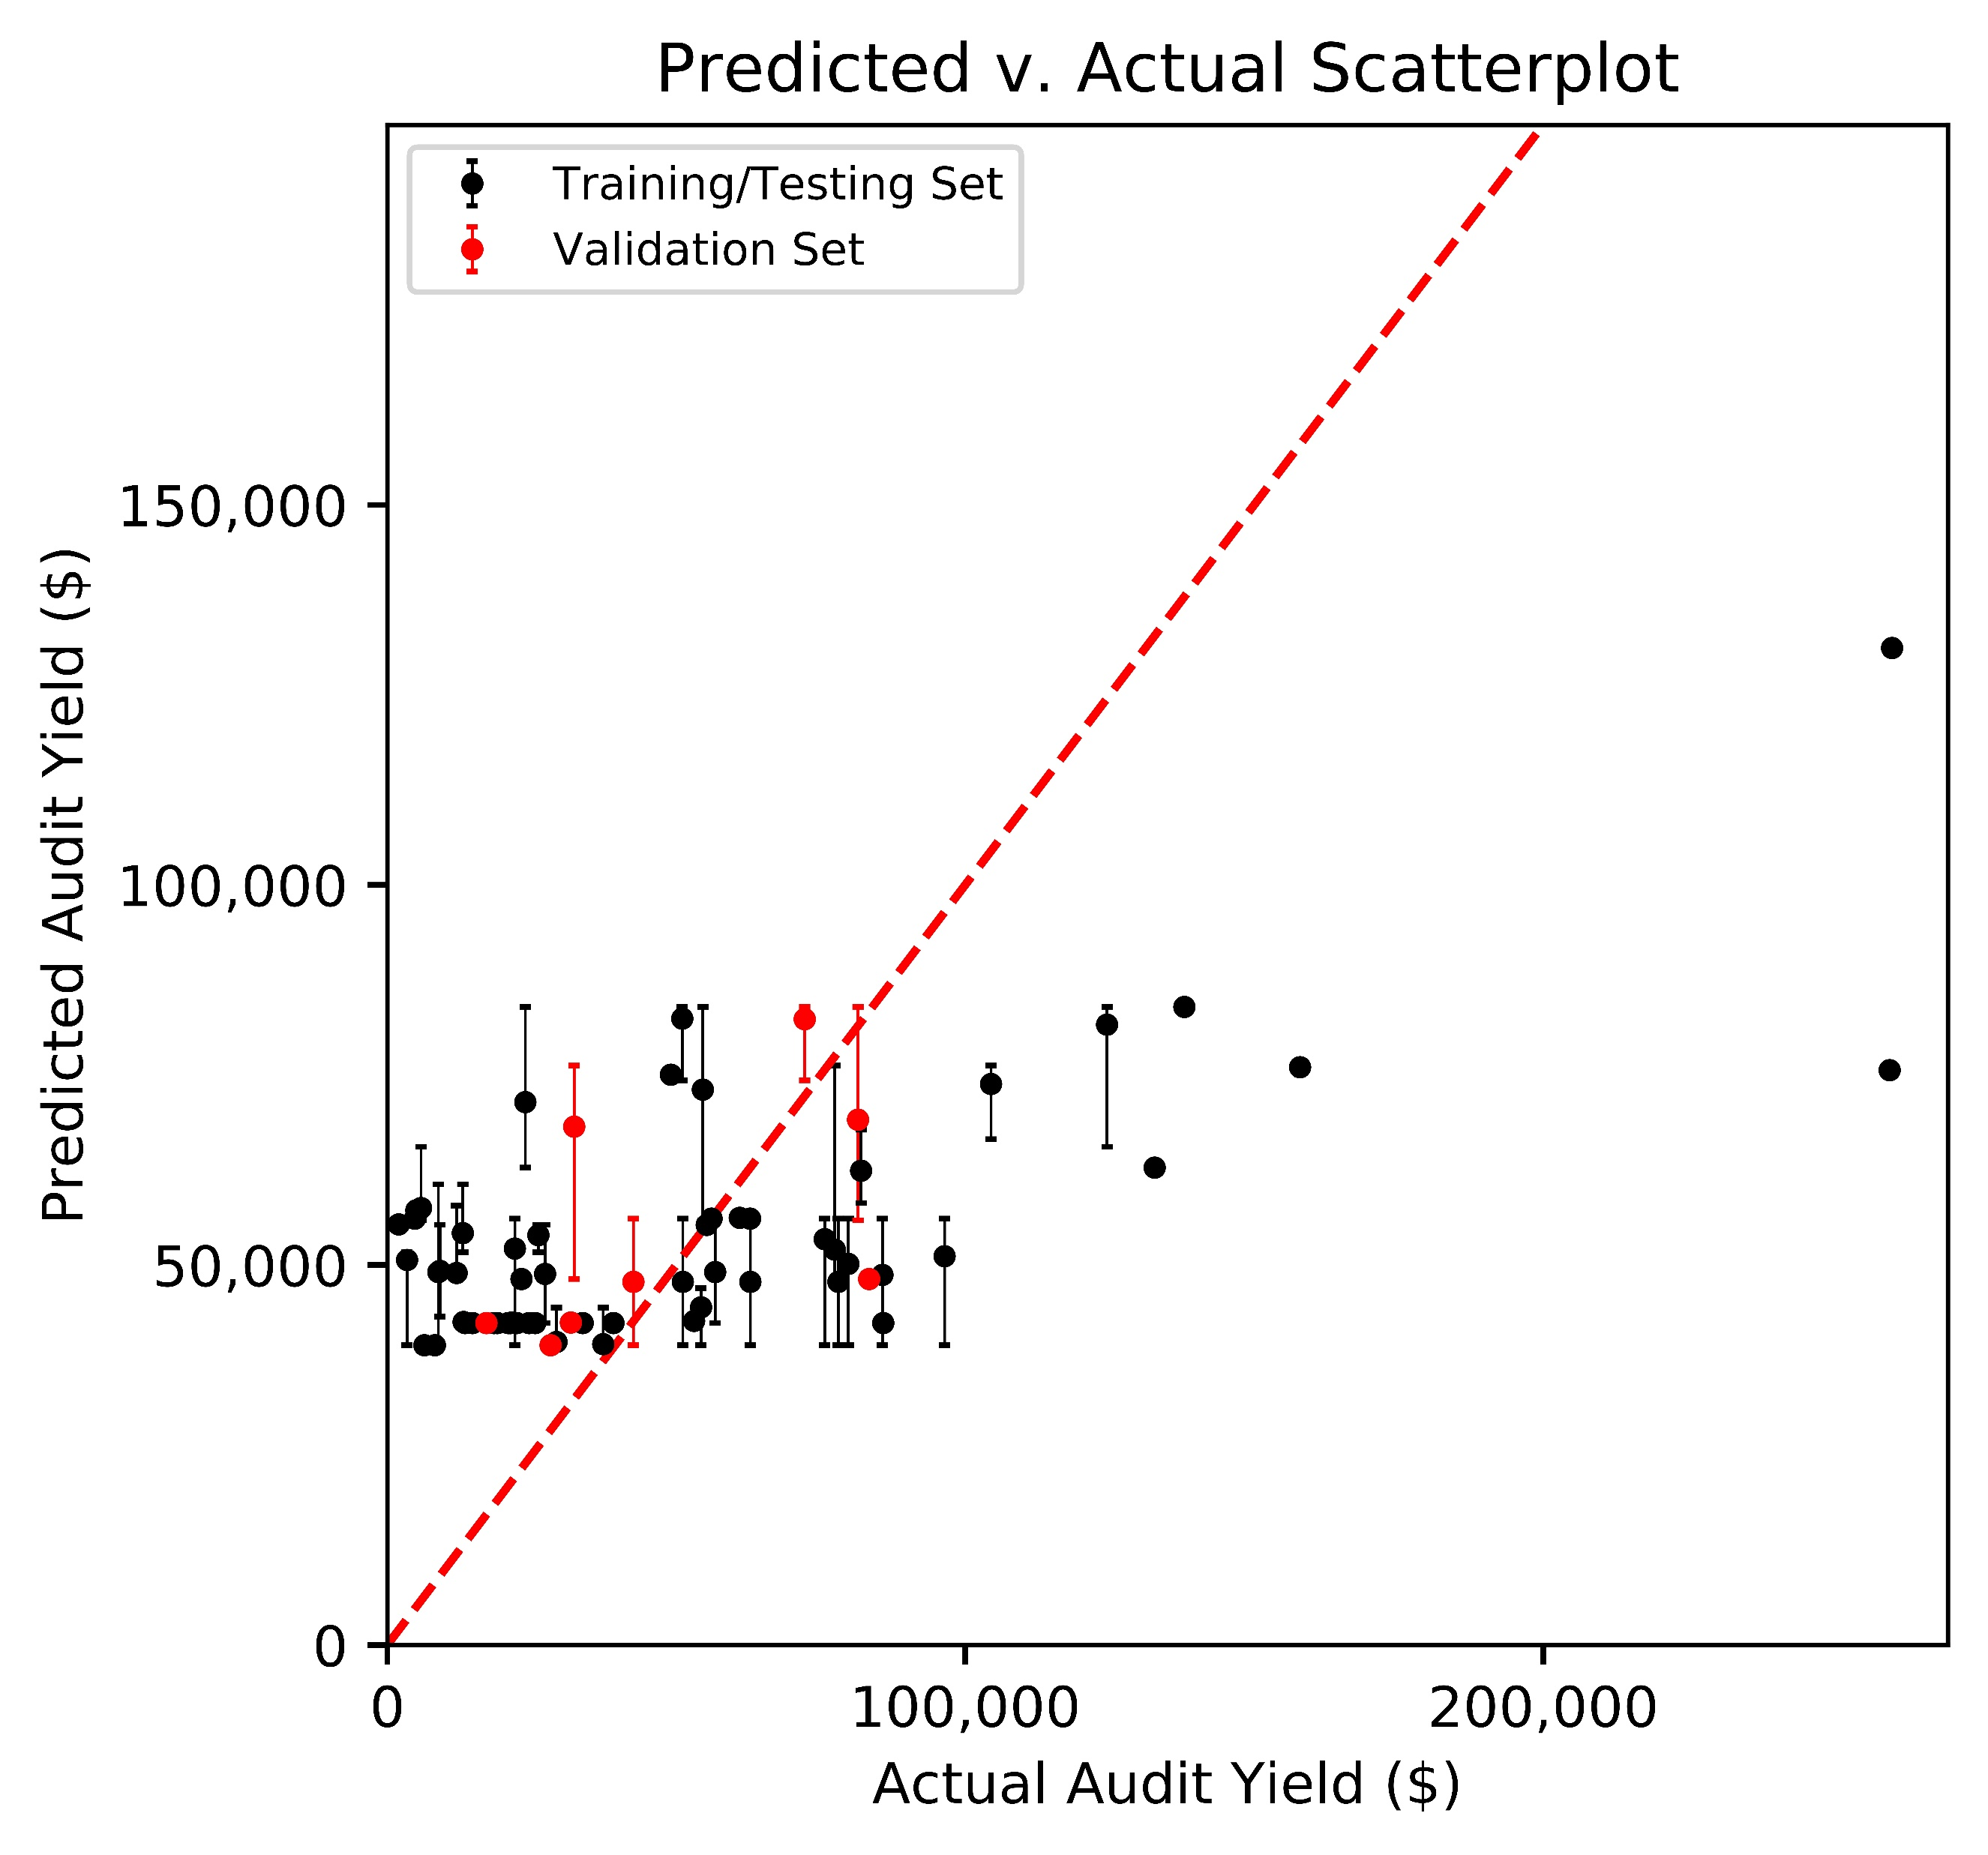 Predicted v. Actual Scatterplot
Training/Testing Set
Validation Set
150,000
100,000
50,000
0
Predicted Audit Yield ($)
0 100,000 200,000
Actual Audit Yield ($)